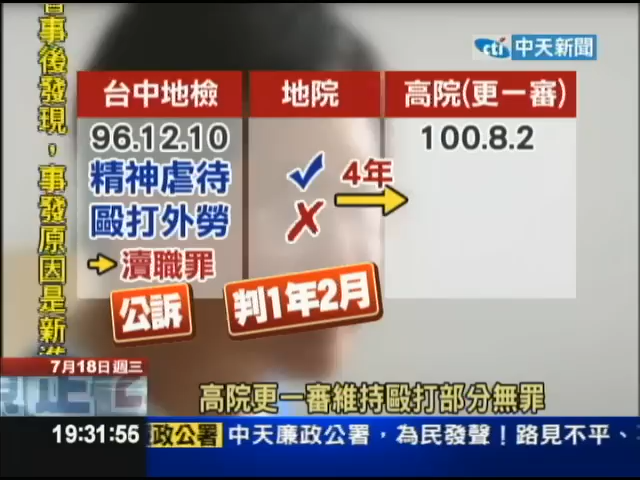 會事後發現，事發原因是新進
cti 中天新聞
台中地檢 地院 高院(更一審)
96.12.10 100.8.2
精神虐待
4年
毆打外勞
瀆職罪
公訴 判1年2月
7月18日週三
高院更一審維持毆打部分無罪
19:31:56 政公署 中天廉政公署，為民發聲！路見不平、